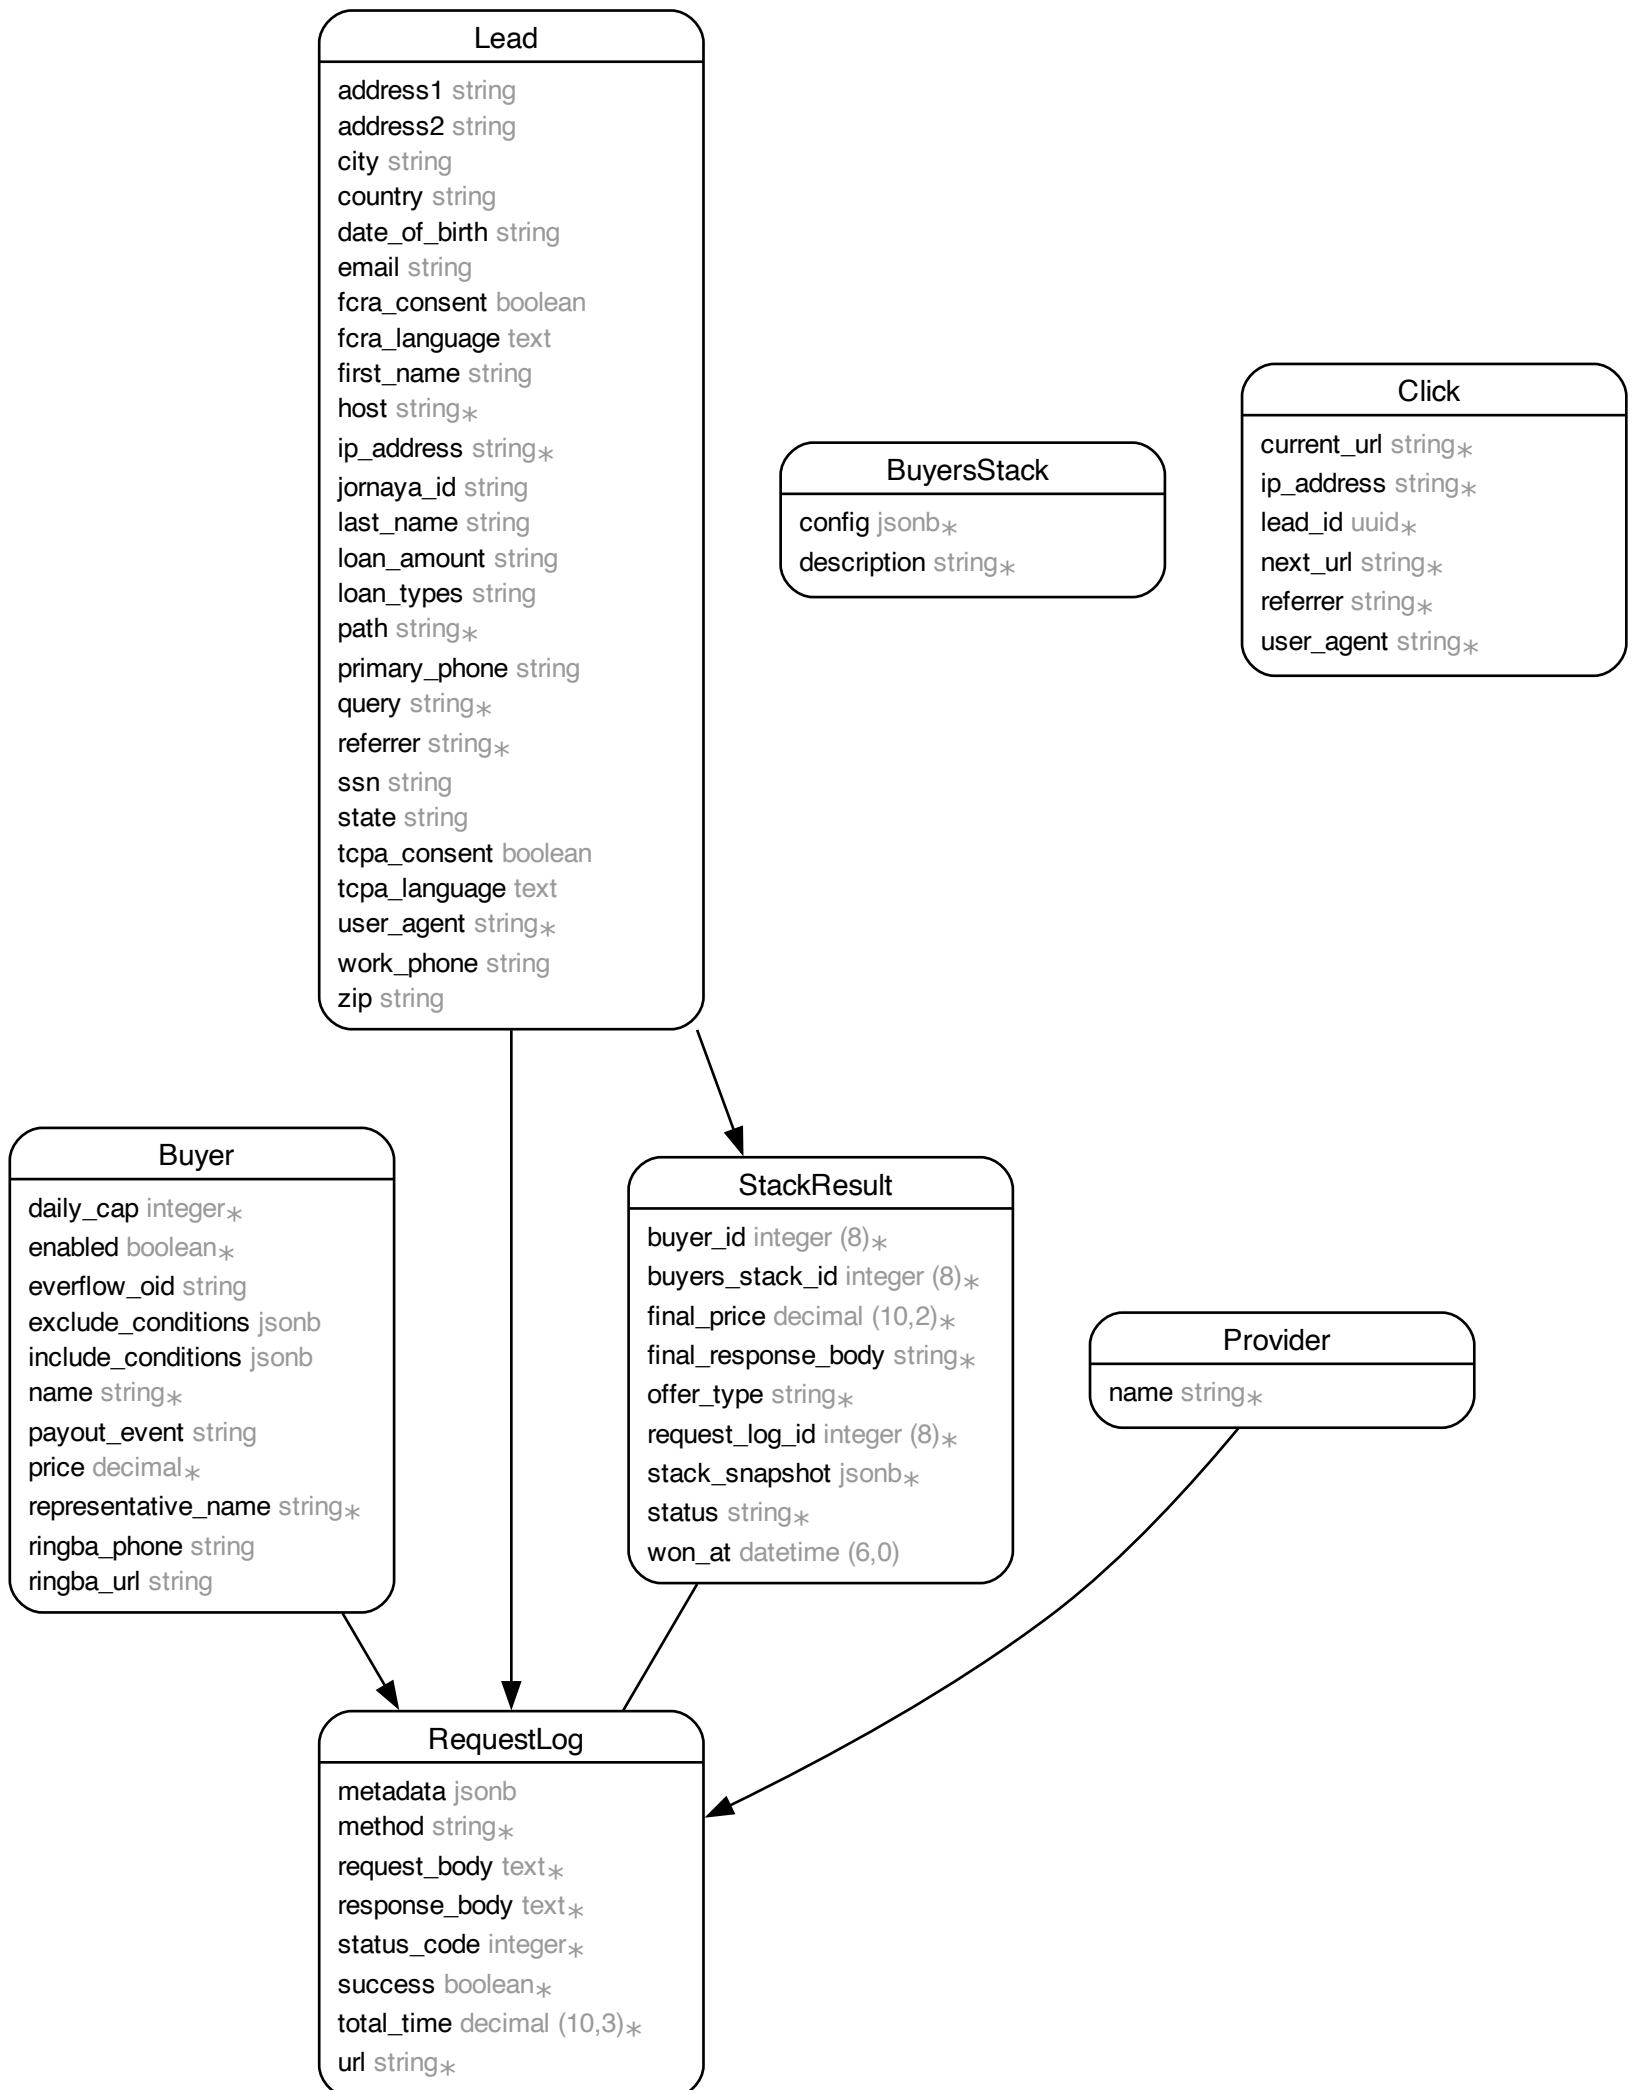 Lead
address1 string
address2 string
city string
country string
date_of_birth string
email string
fcra_consent boolean
fcra_language text
first_name string
host string∗
ip_address string∗
jornaya_id string
last_name string
loan_amount string
loan_types string
path string∗
primary_phone string
query string∗
referrer string∗
ssn string
state string
tcpa_consent boolean
tcpa_language text
user_agent string∗
work_phone string
zip string
BuyersStack
config jsonb∗
description string∗
Click
current_url string∗
ip_address string∗
lead_id uuid∗
next_url string∗
referrer string∗
user_agent string∗
Buyer
daily_cap integer∗
enabled boolean∗
everflow_oid string
exclude_conditions jsonb
include_conditions jsonb
name string∗
payout_event string
price decimal∗
representative_name string∗
ringba_phone string
ringba_url string
StackResult
buyer_id integer (8)∗
buyers_stack_id integer (8)∗
final_price decimal (10,2)∗
final_response_body string∗
offer_type string∗
request_log_id integer (8)∗
stack_snapshot jsonb∗
status string∗
won_at datetime (6,0)
Provider
name string∗
RequestLog
metadata jsonb
method string∗
request_body text∗
response_body text∗
status_code integer∗
success boolean∗
total_time decimal (10,3)∗
url string∗